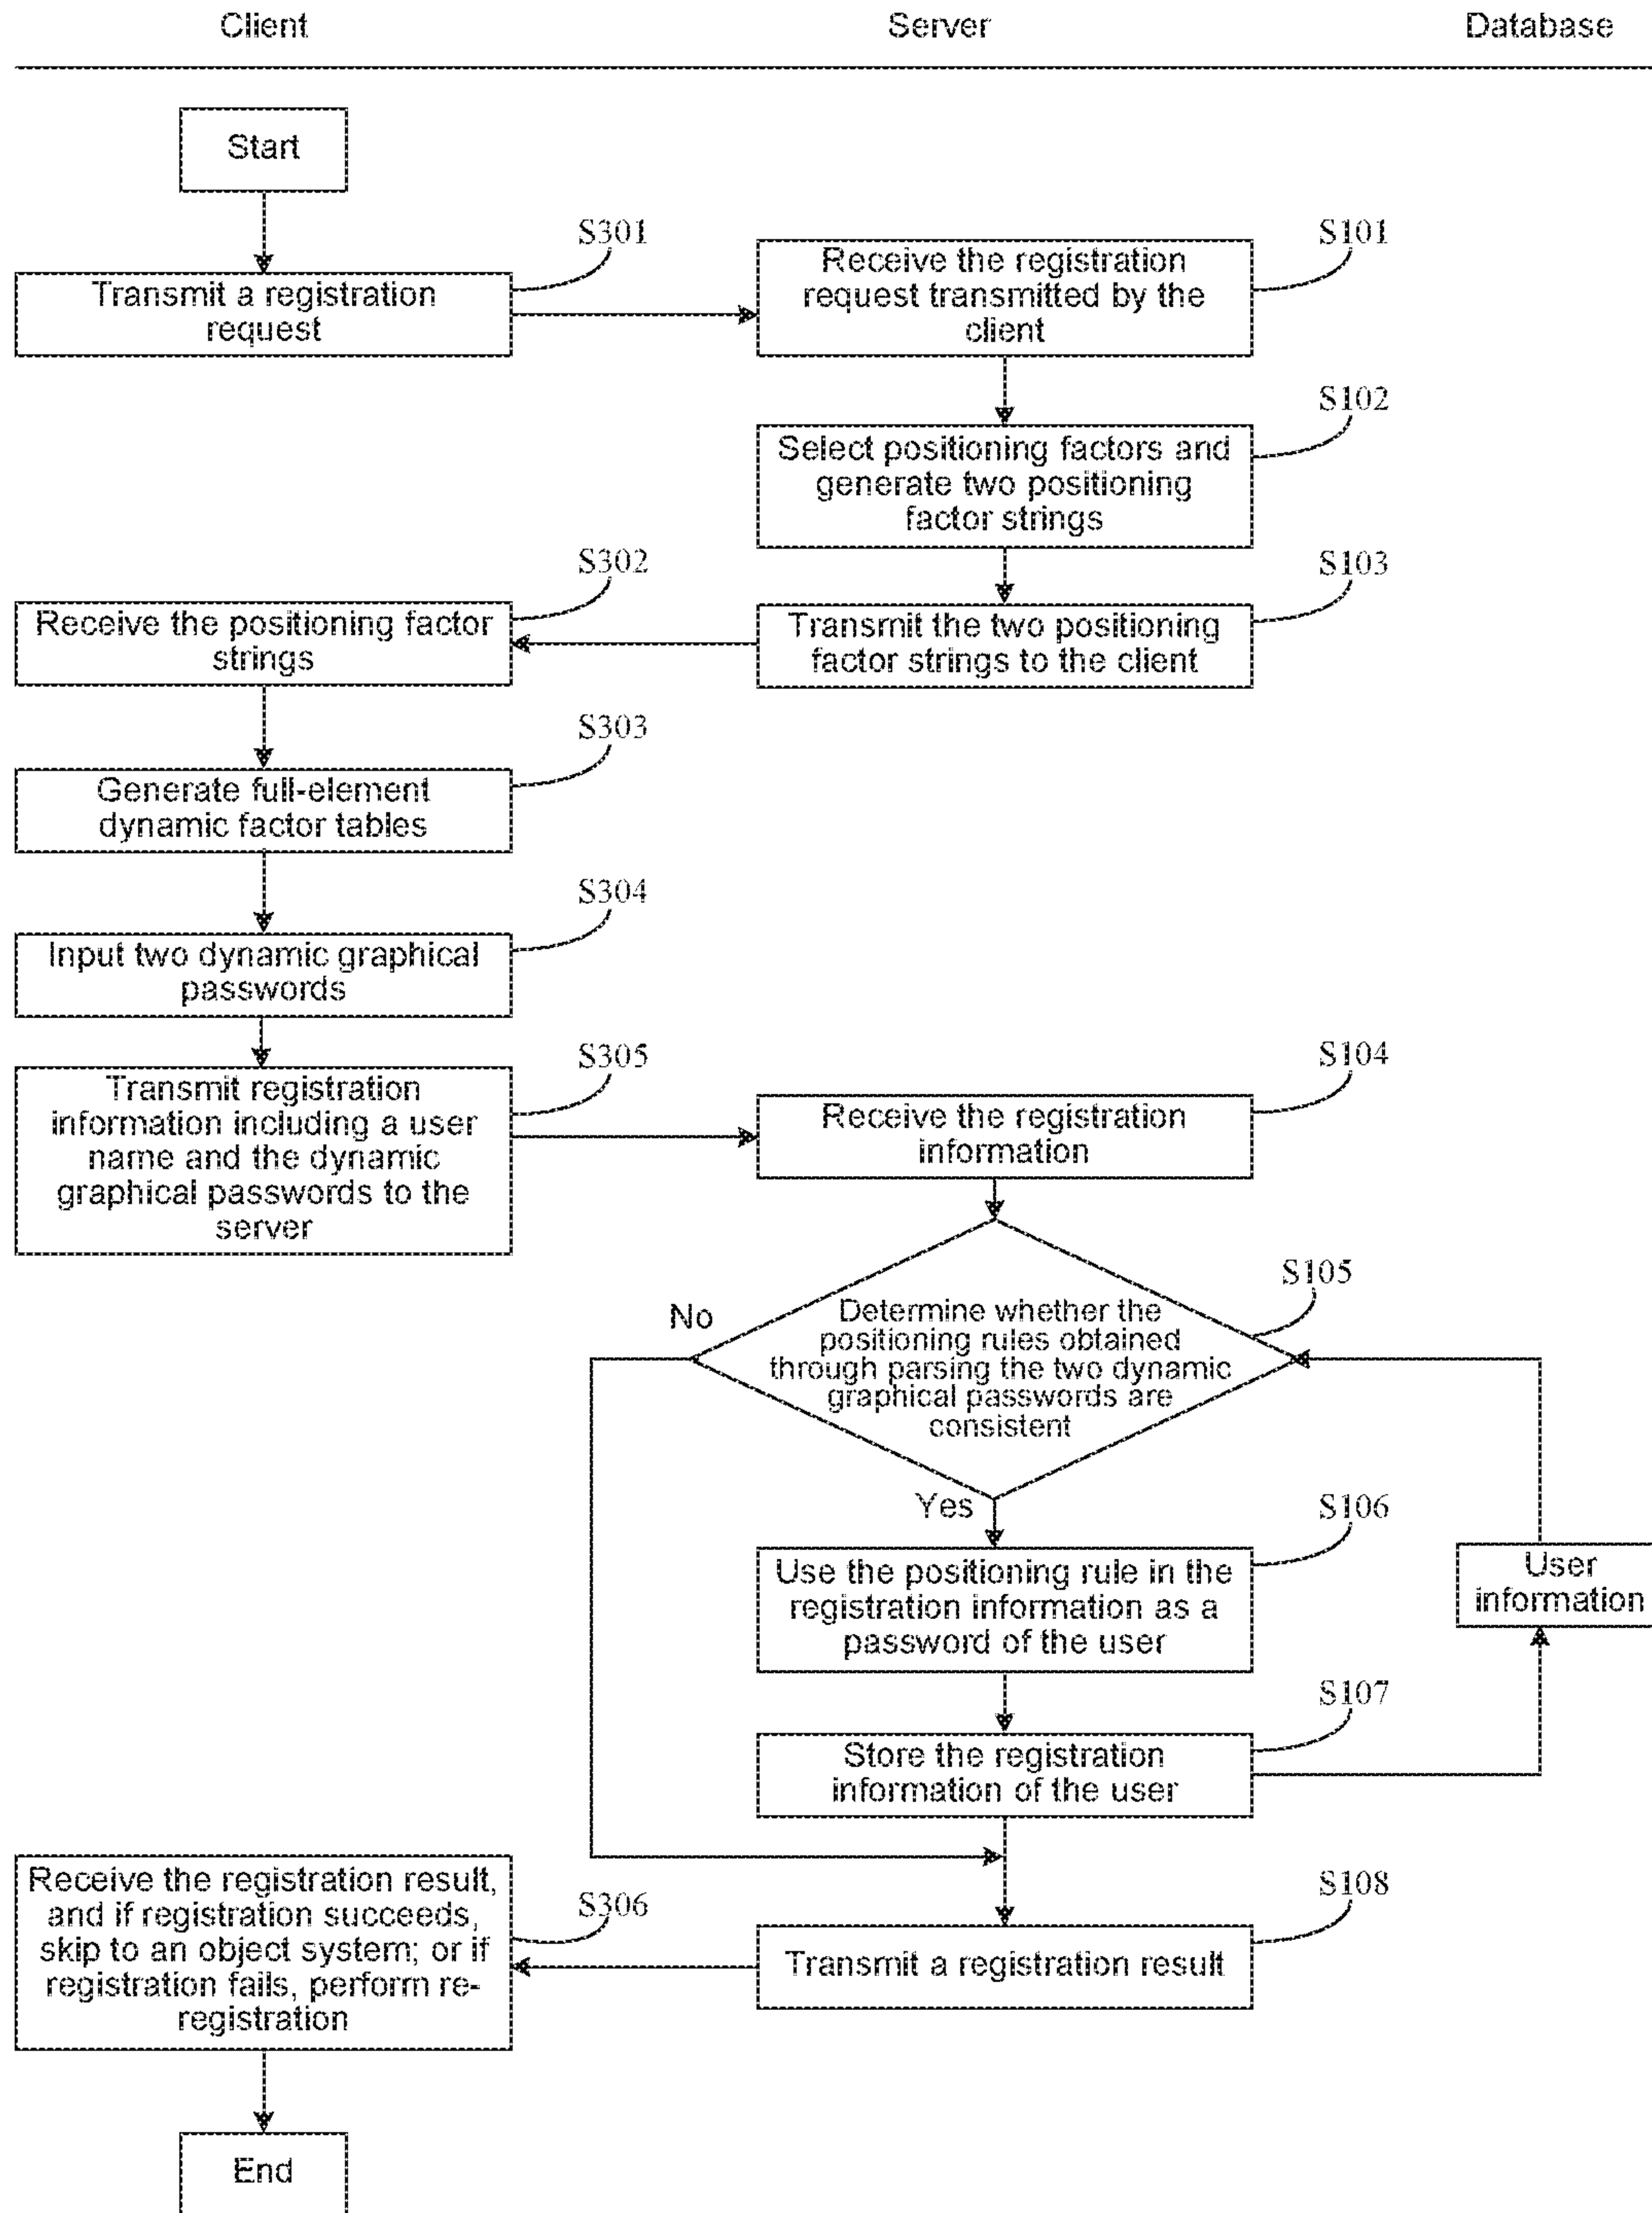 Client
Server
Database
Start
S301
Transmit a registration
request
S101
Receive the registration
request transmitted by the
client
S102
Select positioning factors and
generate two positioning
factor strings
S103
Transmit the two positioning
factor strings to the client
S302
Receive the positioning factor
strings
S303
Generate full-element
dynamic factor tables
S304
Input two dynamic graphical
passwords
S305
Transmit registration
information including a user
name and the dynamic
graphical passwords to the
server
S104
Receive the registration
information
S105
Determine whether the
positioning rules obtained
through parsing the two dynamic
graphical passwords are
consistent
No
Yes
S106
Use the positioning rule in the
registration information as a
password of the user
User
information
S107
Store the registration
information of the user
S108
Transmit a registration result
S306
Receive the registration result,
and if registration succeeds,
skip to an object system; or if
registration fails, perform re-
registration
End